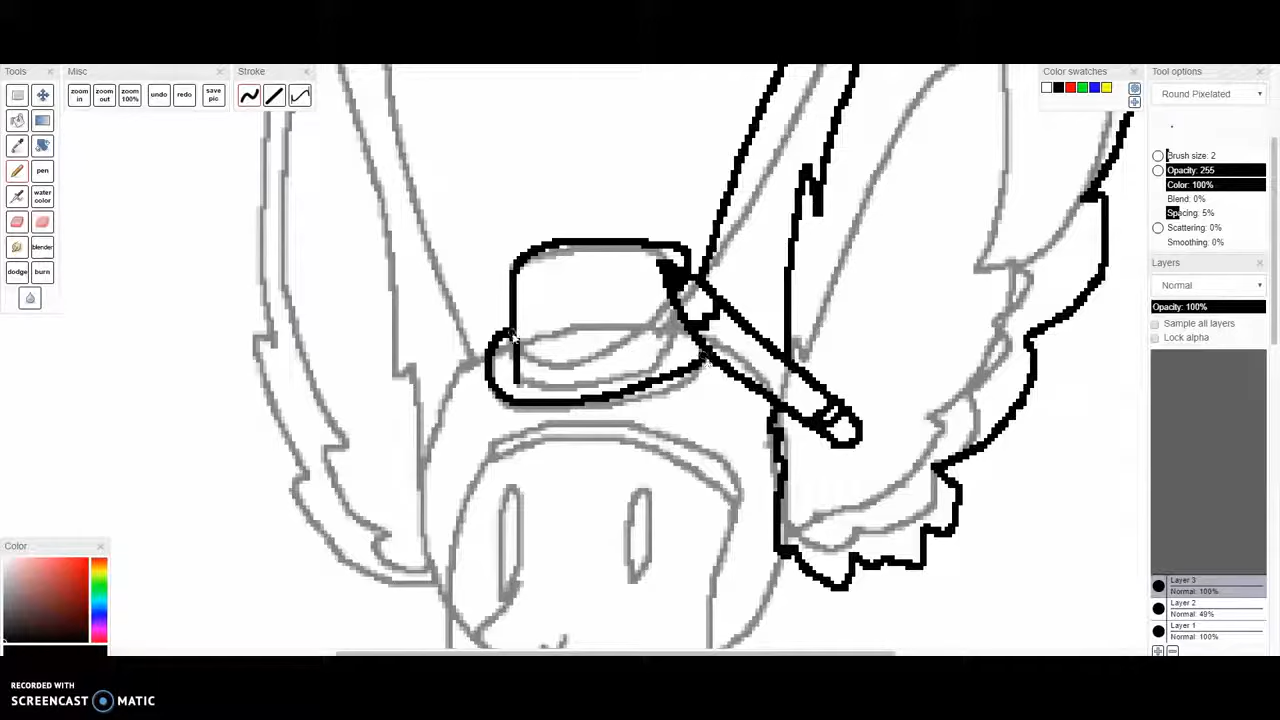 Tools
Misc
Stroke
Color swatches
Tool options
zoom in
zoom out
zoom 100%
undo
redo
save pic
Round Pixelated
pen
water color
blender
dodge
burn
Brush size: 2
Opacity: 255
Color: 100%
Blend: 0%
Spacing: 5%
Scattering: 0%
Smoothing: 0%
Layers
Normal
Opacity: 100%
Sample all layers
Lock alpha
Layer 3
Normal: 100%
Layer 2
Normal: 49%
Layer 1
Normal: 100%
Color
RECORDED WITH
SCREENCAST MATIC